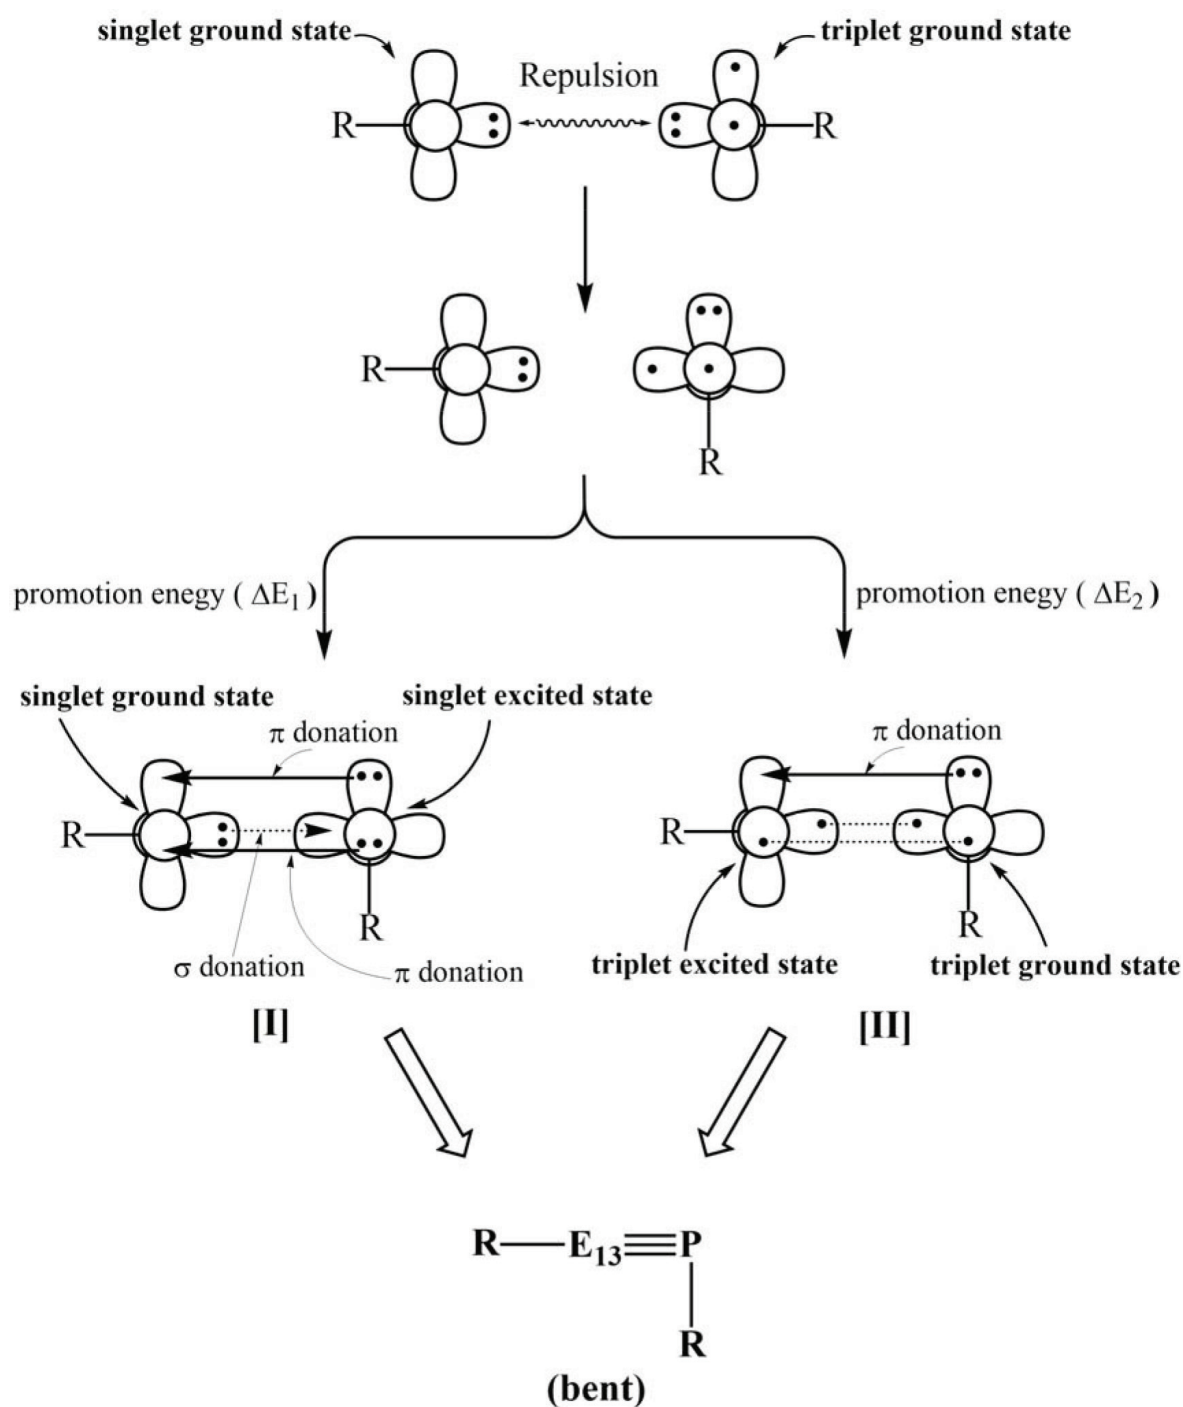 singlet ground state
triplet ground state
Repulsion
R
R
R
R
promotion enegy ( ΔE₁ )
promotion enegy ( ΔE₂ )
singlet ground state
singlet excited state
π donation
π donation
R
R
R
R
σ donation
π donation
triplet excited state
triplet ground state
[I]
[II]
R—E₁₃≡P
R
(bent)